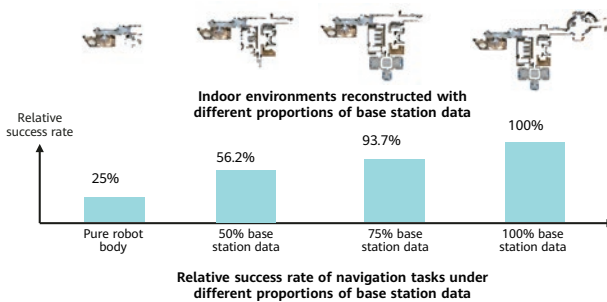 Indoor environments reconstructed with
different proportions of base station data
Relative
success rate
25%
56.2%
93.7%
100%
Pure robot
body
50% base
station data
75% base
station data
100% base
station data
Relative success rate of navigation tasks under
different proportions of base station data